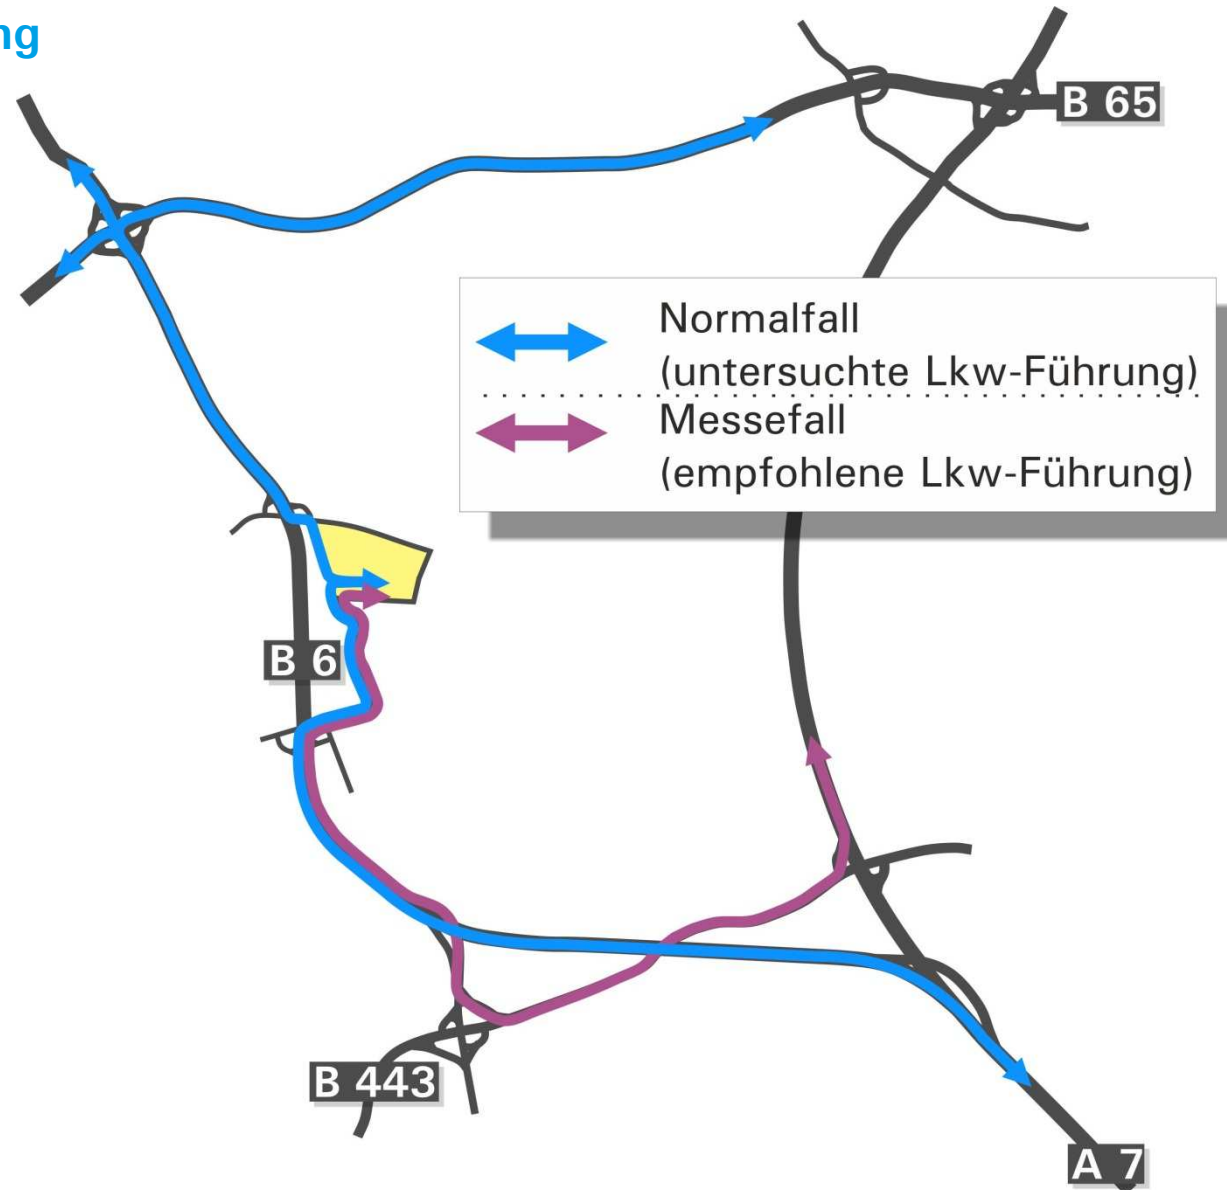 ng
B 65
Normalfall
(untersuchte Lkw-Führung)
Messefall
(empfohlene Lkw-Führung)
B 6
B 443
A 7